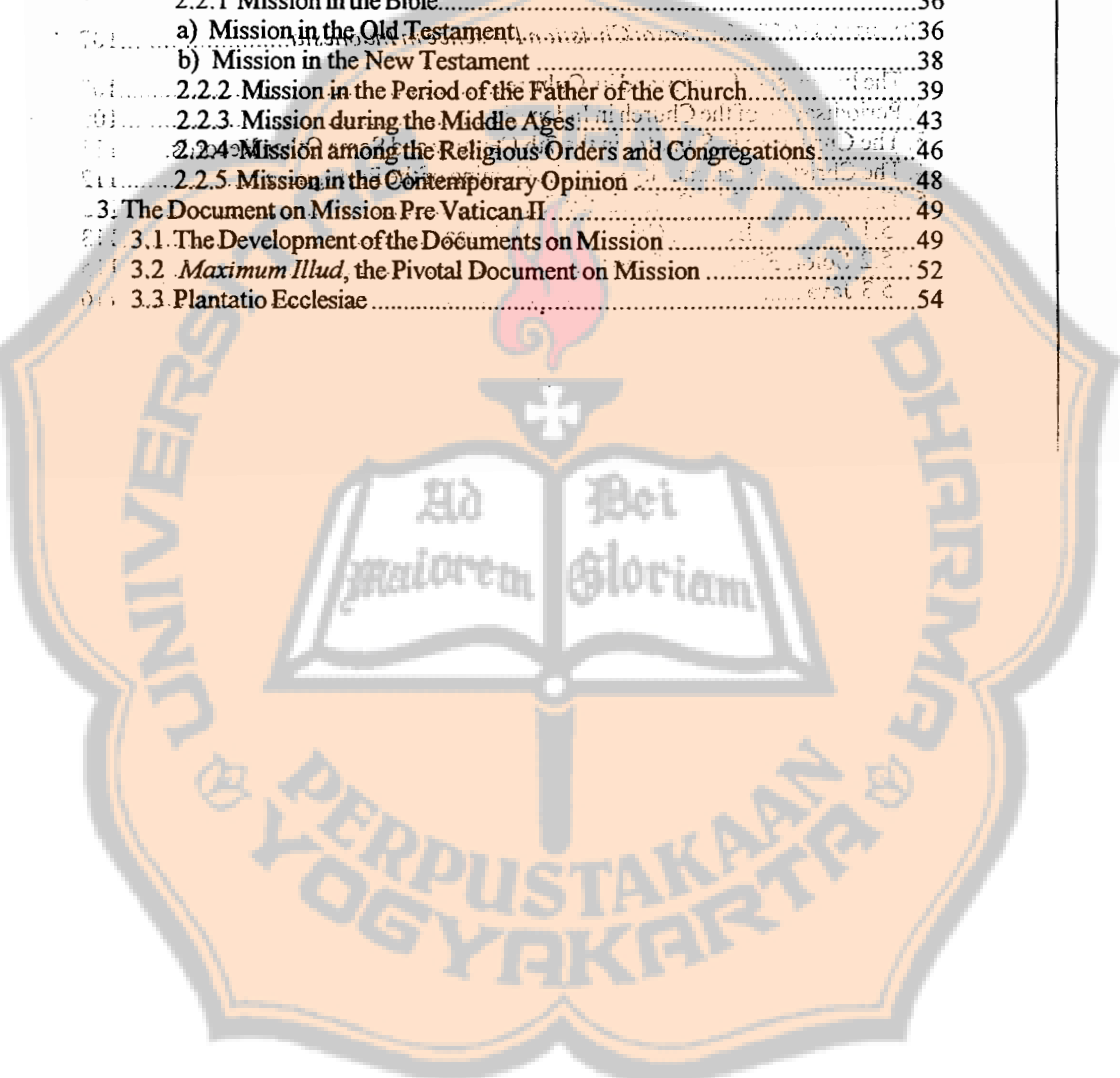 2.2.1 Mission in the Bible.......... 36
a) Mission in the Old Testament.......... 36
b) Mission in the New Testament .......... 38
2.2.2 Mission in the Period of the Father of the Church.......... 39
2.2.3 Mission during the Middle Ages.......... 43
2.2.4 Mission among the Religious Orders and Congregations.......... 46
2.2.5 Mission in the Contemporary Opinion .......... 48
3. The Document on Mission Pre Vatican II .......... 49
3.1 The Development of the Documents on Mission .......... 49
3.2 Maximum Illud, the Pivotal Document on Mission .......... 52
3.3 Plantatio Ecclesiae .......... 54
UNIVERSITAS SANATA DHARMA
Ad Dei
maiorem Gloriam
PERPUSTAKAAN
YOGYAKARTA